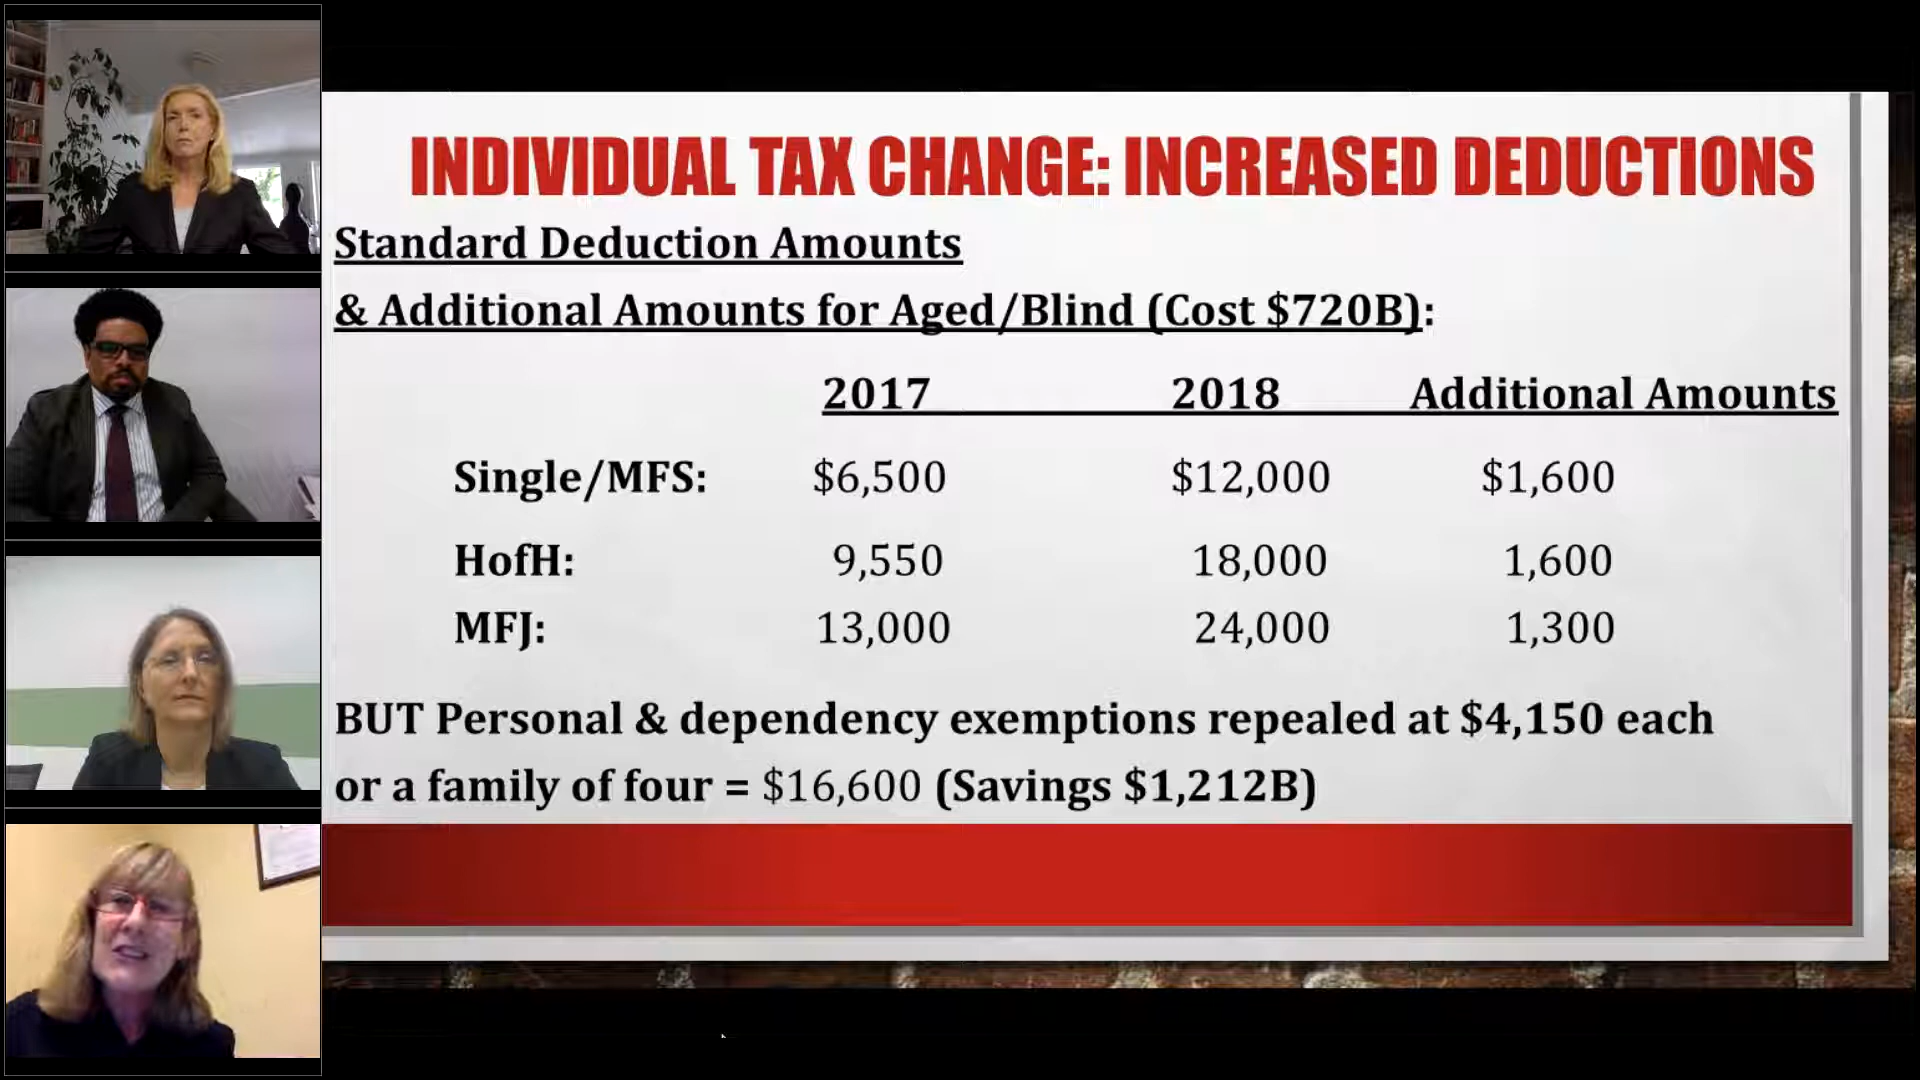 INDIVIDUAL TAX CHANGE: INCREASED DEDUCTIONS
Standard Deduction Amounts
& Additional Amounts for Aged/Blind (Cost $720B):
2017 2018 Additional Amounts
Single/MFS: $6,500 $12,000 $1,600
HofH: 9,550 18,000 1,600
MFJ: 13,000 24,000 1,300
BUT Personal & dependency exemptions repealed at $4,150 each
or a family of four = $16,600 (Savings $1,212B)